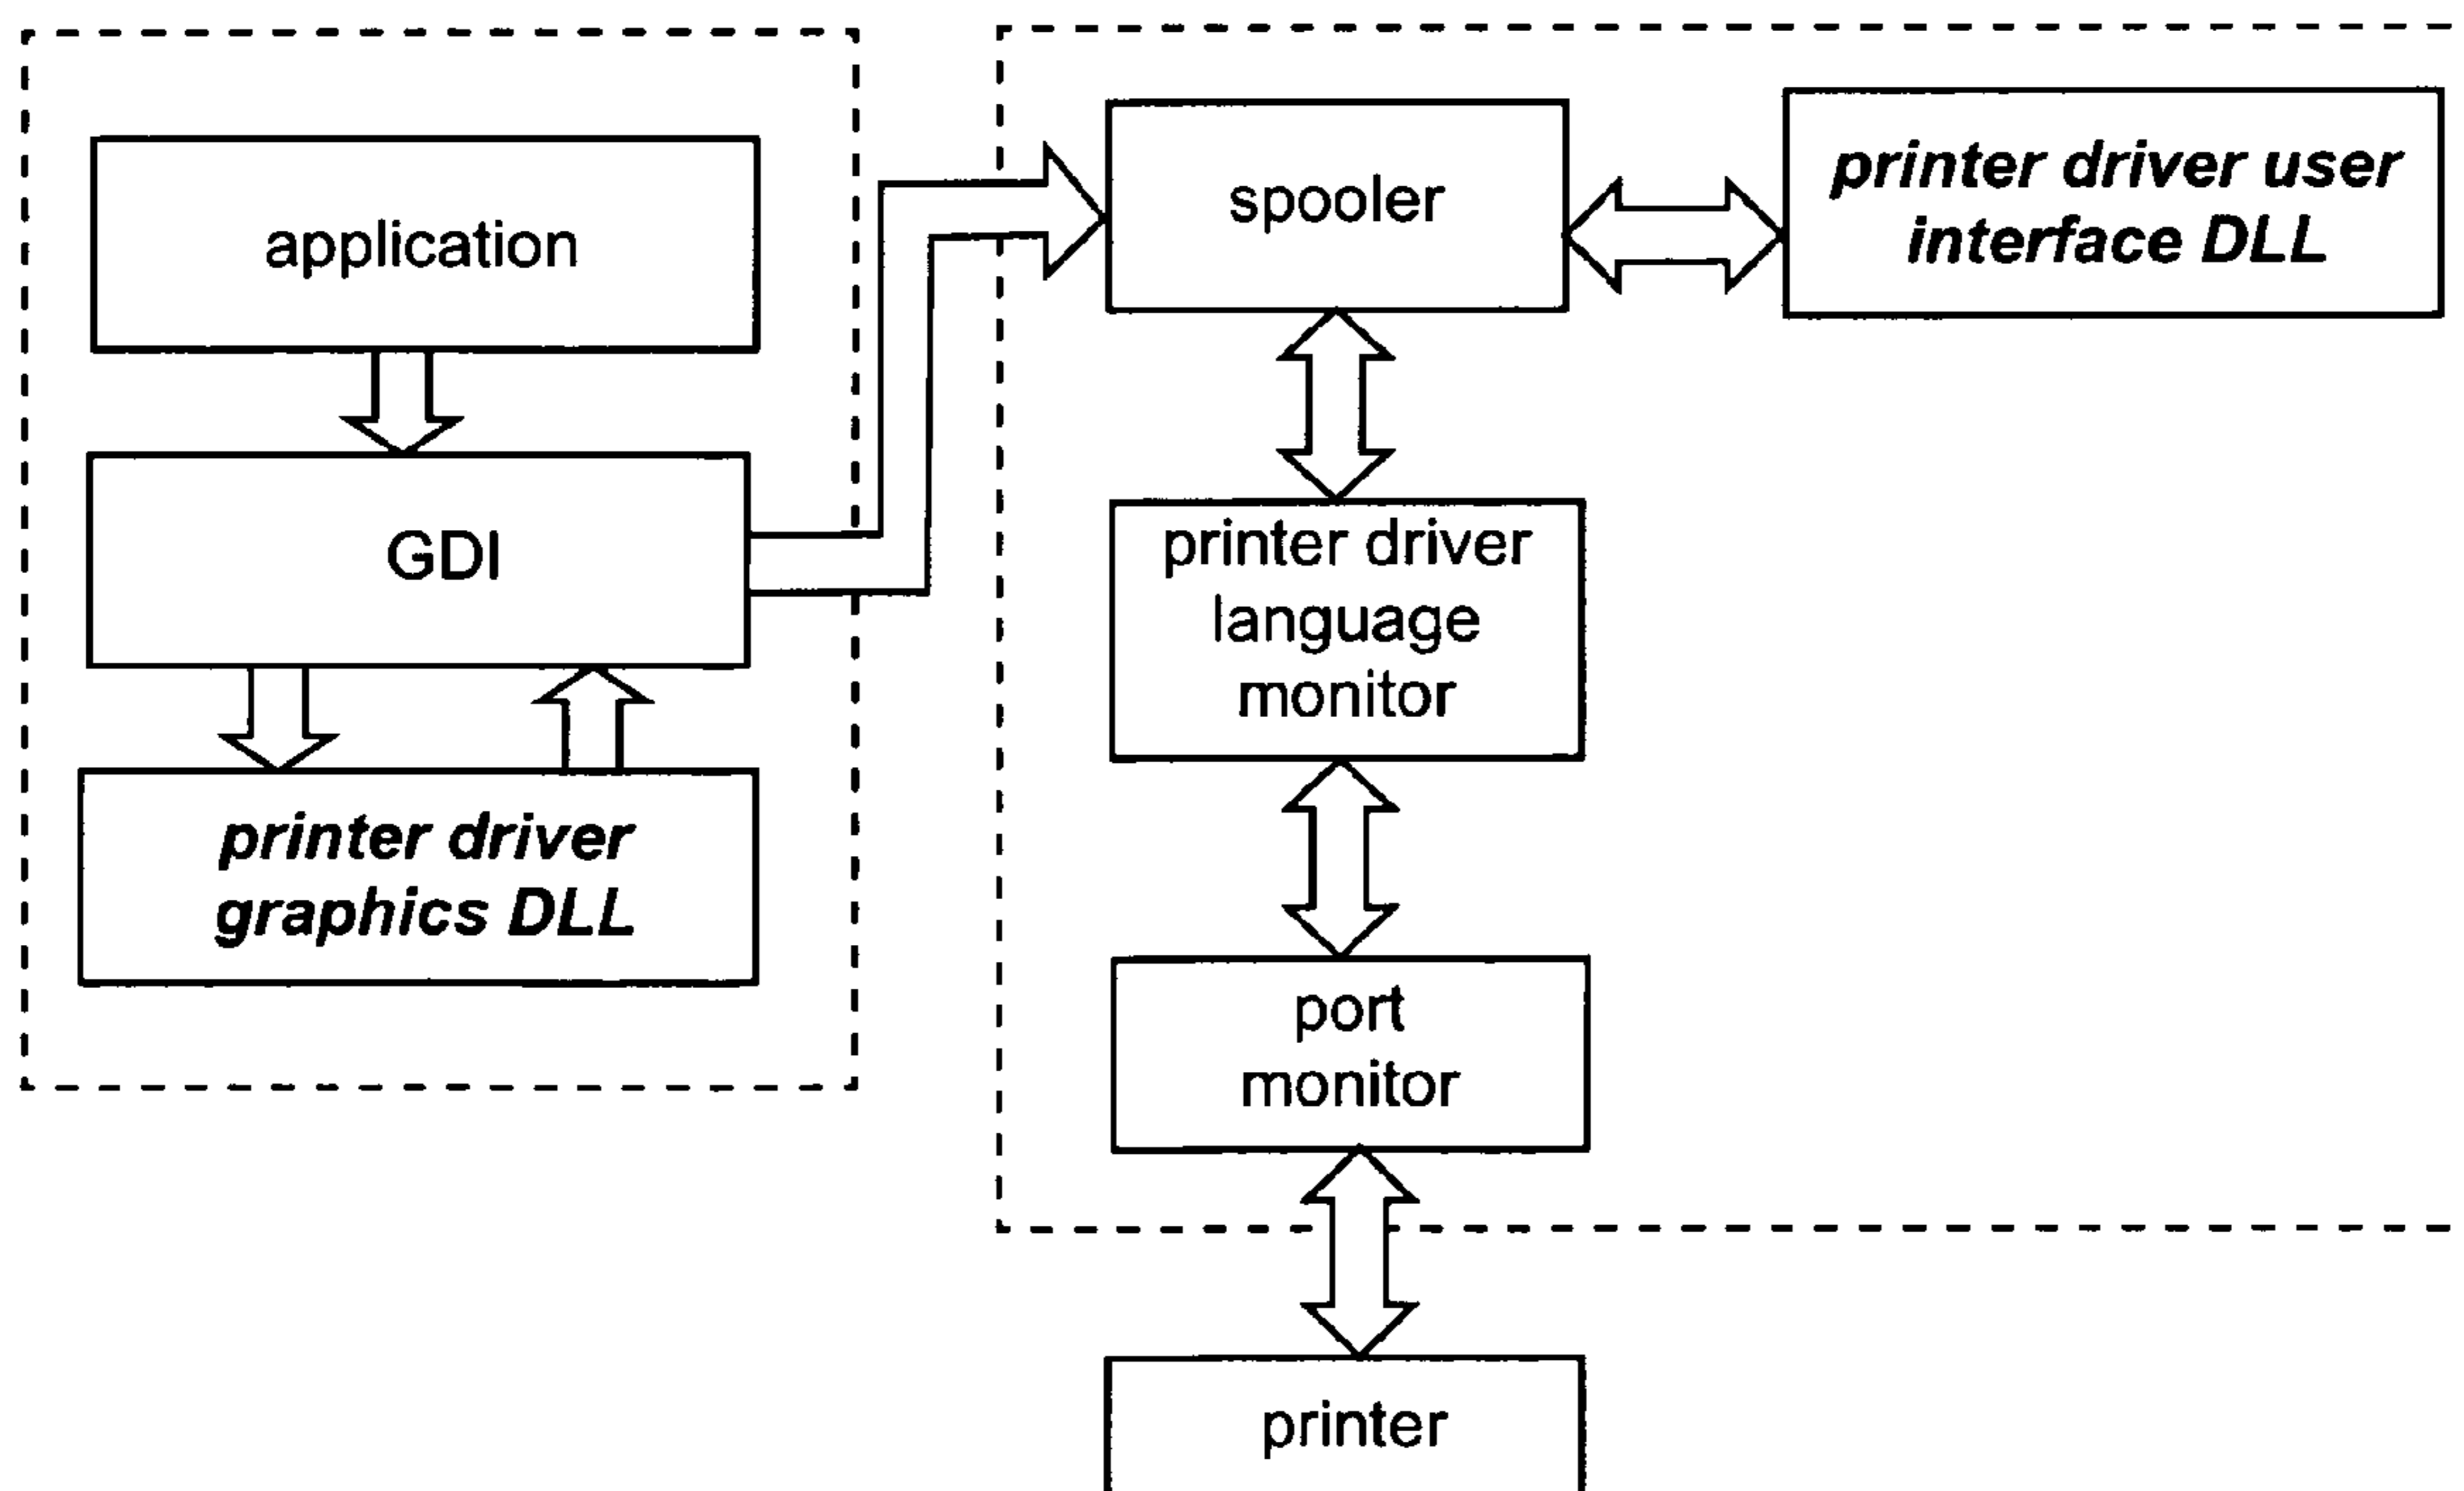 application
GDI
printer driver
graphics DLL
spooler
printer driver user
interface DLL
printer driver
language
monitor
port
monitor
printer